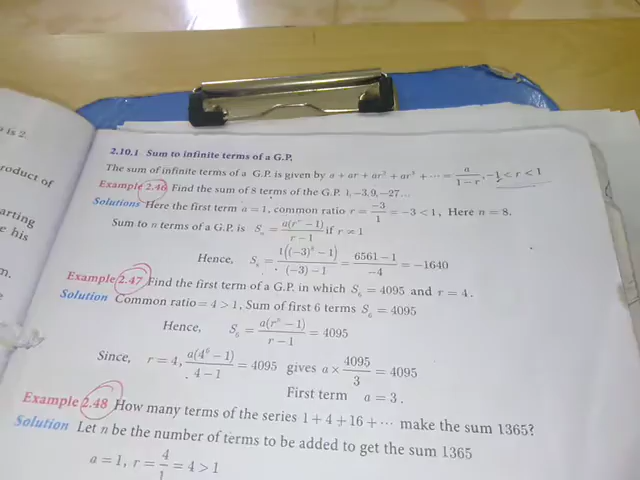 is 2.
roduct of
arting
e his
n.
2.10.1 Sum to infinite terms of a G.P.
The sum of infinite terms of a G.P. is given by a + ar + ar² + ar³ + ⋯ = a/(1−r), −1 < r < 1
Example 2.46 Find the sum of 8 terms of the G.P. 1, −3, 9, −27…
Solutions Here the first term a = 1, common ratio r = −3/1 = −3 < 1, Here n = 8.
Sum to n terms of a G.P. is Sₙ = a(rⁿ − 1)/(r − 1) if r ≠ 1
Hence, S₈ = 1((−3)⁸ − 1)/((−3) − 1) = (6561 − 1)/−4 = −1640
Example 2.47 Find the first term of a G.P. in which S₆ = 4095 and r = 4.
Solution Common ratio = 4 > 1, Sum of first 6 terms S₆ = 4095
Hence, S₆ = a(r⁶ − 1)/(r − 1) = 4095
Since, r = 4, a(4⁶ − 1)/(4 − 1) = 4095 gives a × 4095/3 = 4095
First term a = 3.
Example 2.48 How many terms of the series 1 + 4 + 16 + ⋯ make the sum 1365?
Solution Let n be the number of terms to be added to get the sum 1365
a = 1, r = 4/1 = 4 > 1